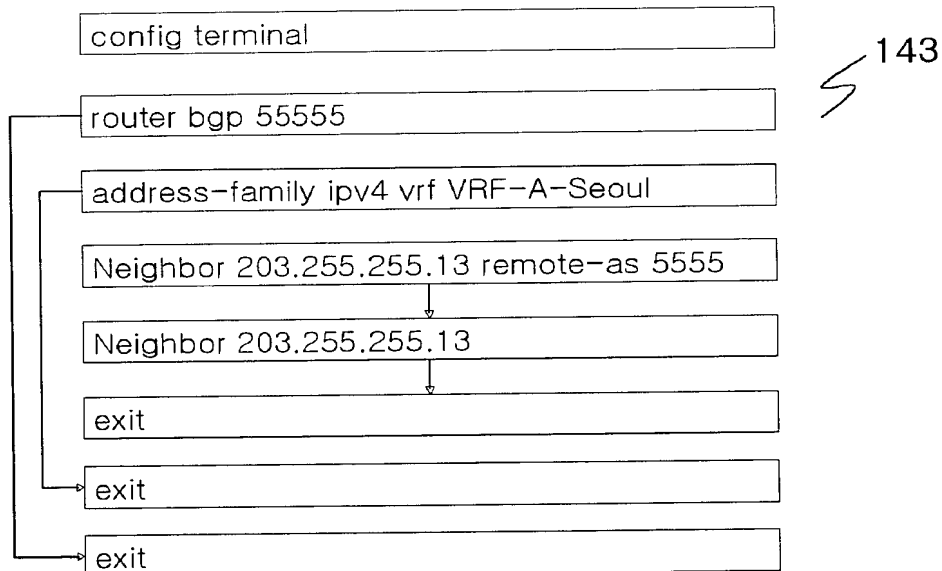 config terminal
143
router bgp 55555
address-family ipv4 vrf VRF-A-Seoul
Neighbor 203.255.255.13 remote-as 5555
Neighbor 203.255.255.13
exit
exit
exit